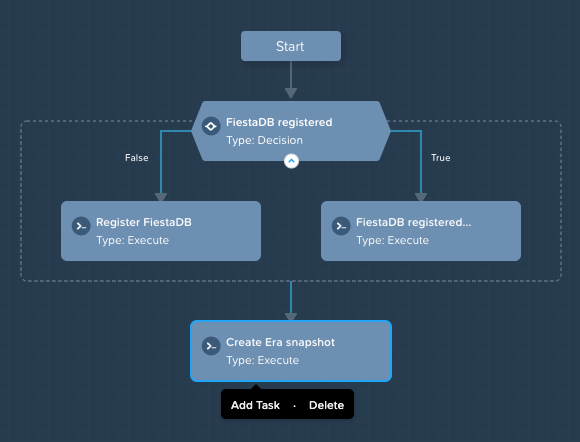 Start
FiestaDB registered
Type: Decision
False
True
Register FiestaDB
Type: Execute
FiestaDB registered...
Type: Execute
Create Era snapshot
Type: Execute
Add Task · Delete